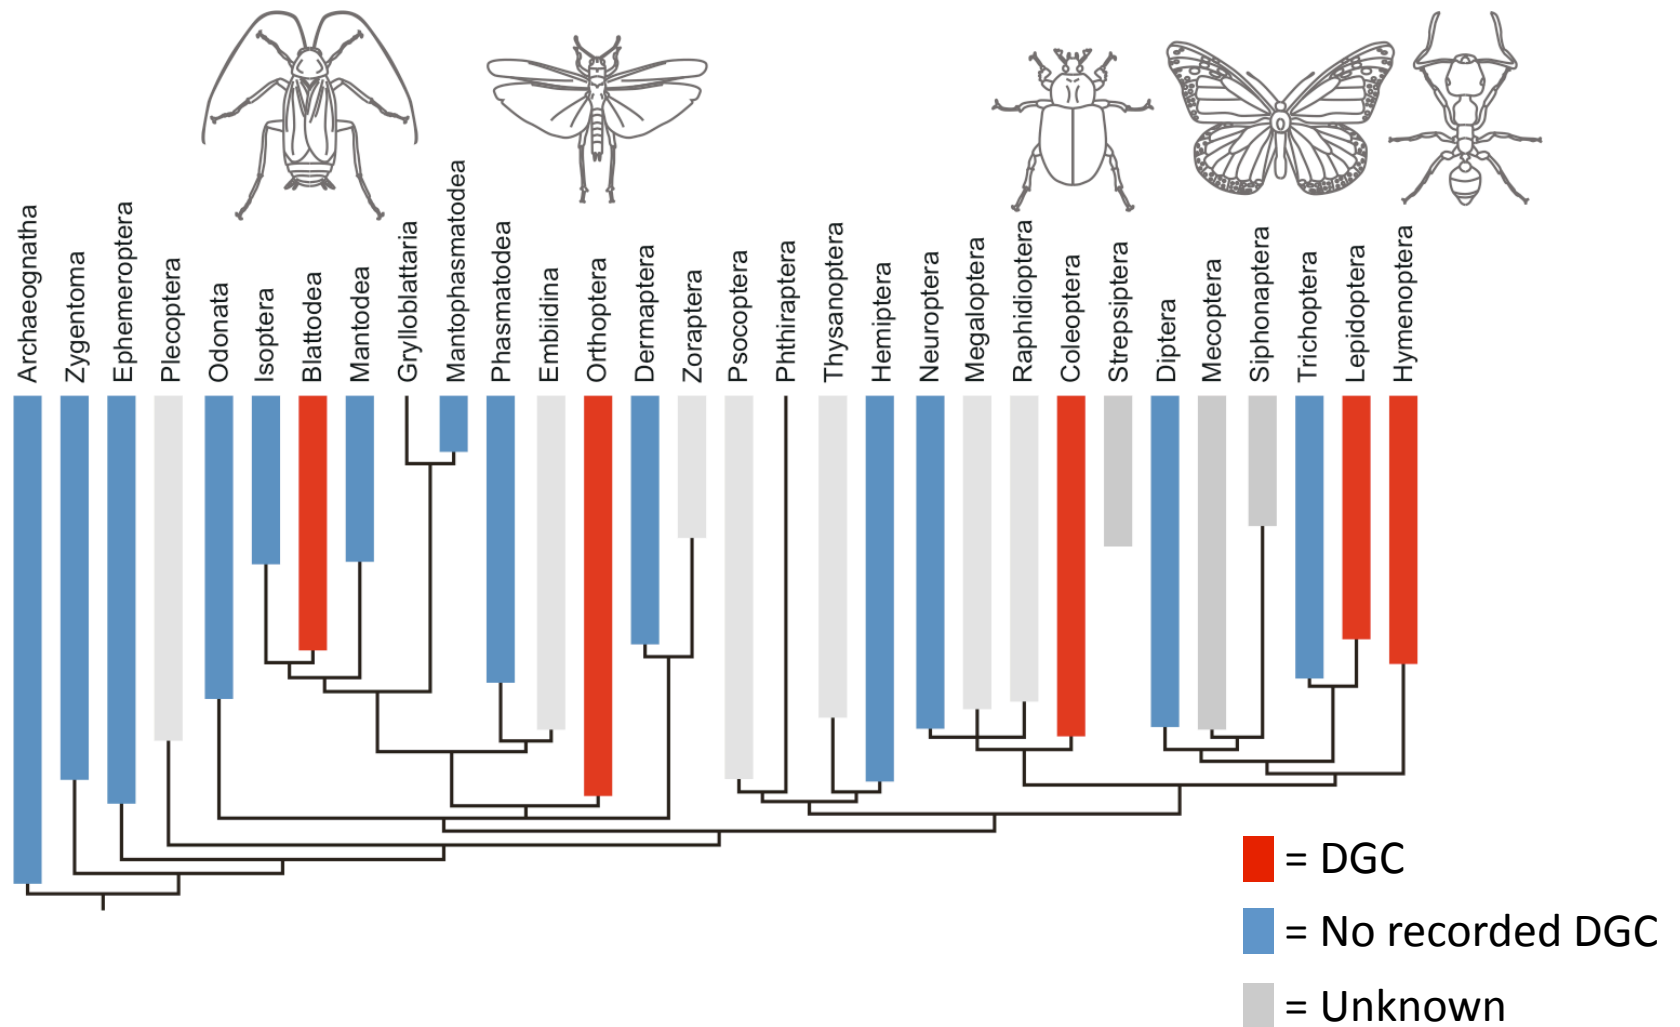 Archaeognatha
Zygentoma
Ephemeroptera
Plecoptera
Odonata
Isoptera
Blattodea
Mantodea
Grylloblattaria
Mantophasmatodea
Phasmatodea
Embiidina
Orthoptera
Dermaptera
Zoraptera
Psocoptera
Phthiraptera
Thysanoptera
Hemiptera
Neuroptera
Megaloptera
Raphidioptera
Coleoptera
Strepsiptera
Diptera
Mecoptera
Siphonaptera
Trichoptera
Lepidoptera
Hymenoptera
= DGC
= No recorded DGC
= Unknown